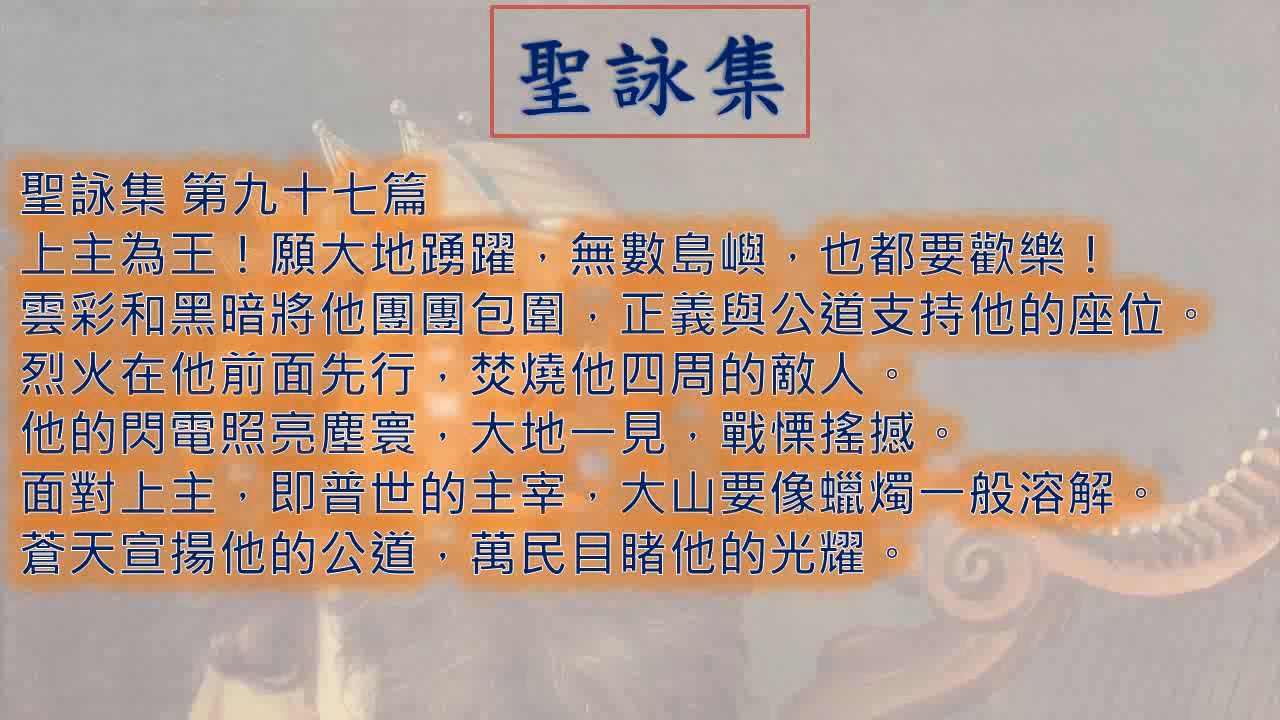 聖詠集
聖詠集 第九十七篇
上主為王！願大地踴躍，無數島嶼，也都要歡樂！
雲彩和黑暗將他團團包圍，正義與公道支持他的座位。
烈火在他前面先行，焚燒他四周的敵人。
他的閃電照亮塵寰，大地一見，戰慄搖撼。
面對上主，即普世的主宰，大山要像蠟燭一般溶解。
蒼天宣揚他的公道，萬民目睹他的光耀。